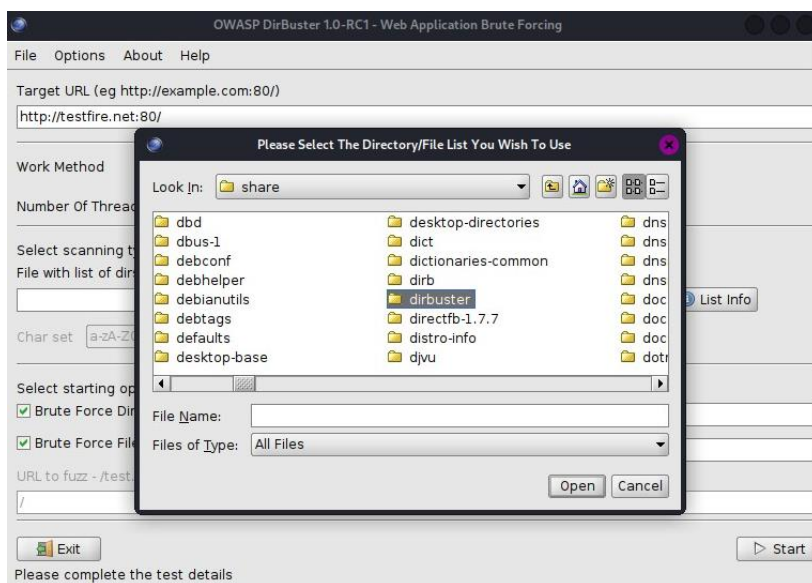 OWASP DirBuster 1.0-RC1 - Web Application Brute Forcing
File Options About Help
Target URL (eg http://example.com:80/)
http://testfire.net:80/
Please Select The Directory/File List You Wish To Use
Work Method
Number Of Threa
Select scanning t
File with list of dir
List Info
Char set a-zA-Z0
Look In: share
dbd
dbus-1
debconf
debhelper
debianutils
debtags
defaults
desktop-base
desktop-directories
dict
dictionaries-common
dirb
dirbuster
directfb-1.7.7
distro-info
djvu
dns
dns
dns
doc
doc
doc
dotr
File Name:
Files of Type: All Files
Open Cancel
Select starting op
Brute Force Dir
Brute Force File
URL to fuzz - /test.
/
Exit
Start
Please complete the test details